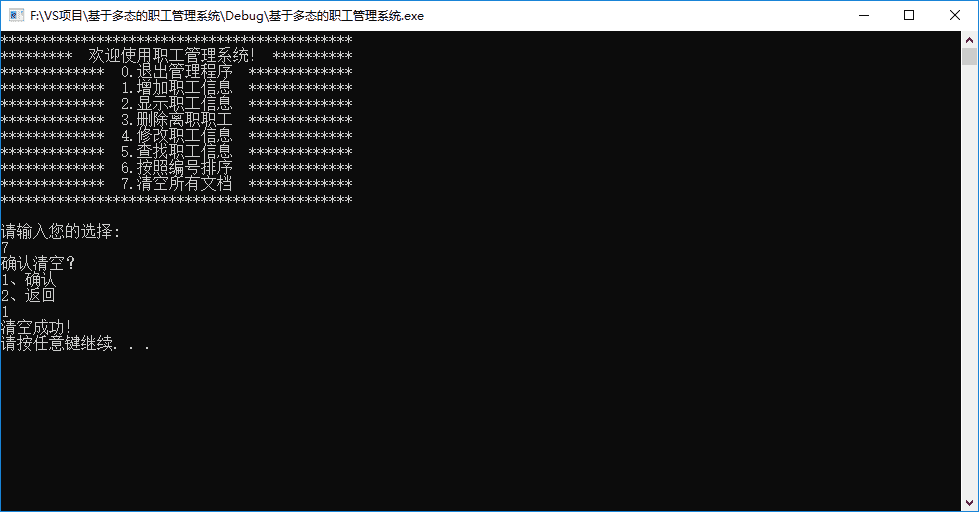 F:\VS项目\基于多态的职工管理系统\Debug\基于多态的职工管理系统.exe
********************************************
*********  欢迎使用职工管理系统!  **********
*************  0.退出管理程序  *************
*************  1.增加职工信息  *************
*************  2.显示职工信息  *************
*************  3.删除离职职工  *************
*************  4.修改职工信息  *************
*************  5.查找职工信息  *************
*************  6.按照编号排序  *************
*************  7.清空所有文档  *************
********************************************
请输入您的选择:
7
确认清空？
1、确认
2、返回
1
清空成功!
请按任意键继续. . .